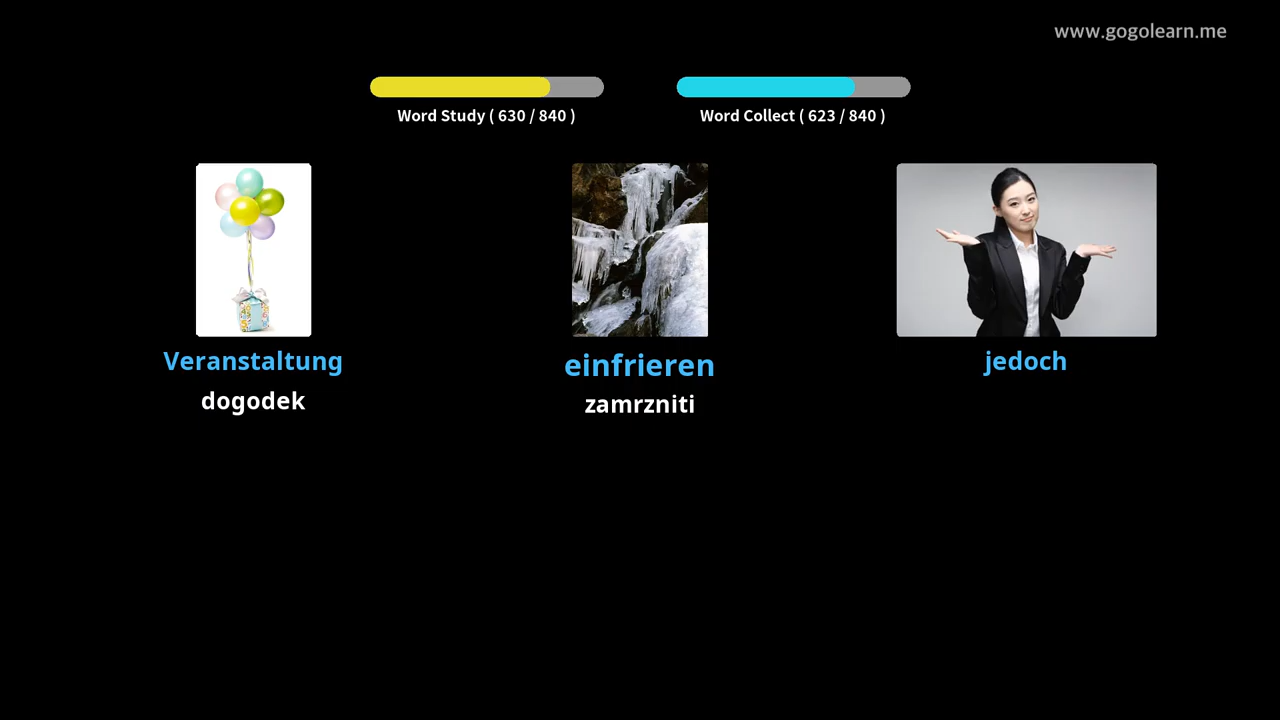 www.gogolearn.me
Word Study ( 630 / 840 )
Word Collect ( 623 / 840 )
Veranstaltung
dogodek
einfrieren
zamrzniti
jedoch